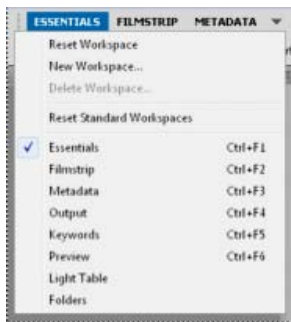 ESSENTIALS FILMSTRIP METADATA
Reset Workspace
New Workspace...
Delete Workspace...
Reset Standard Workspaces
Essentials Ctrl+F1
Filmstrip Ctrl+F2
Metadata Ctrl+F3
Output Ctrl+F4
Keywords Ctrl+F5
Preview Ctrl+F6
Light Table
Folders